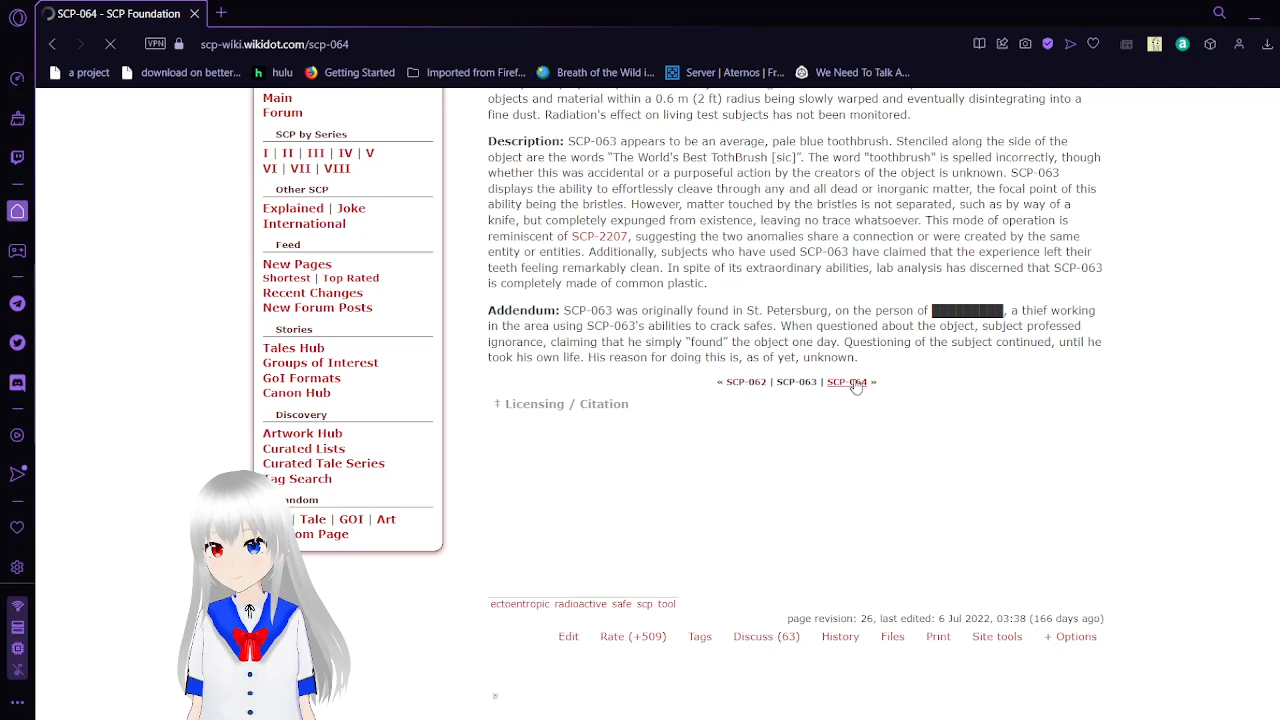 SCP-064 - SCP Foundation
VPN
scp-wiki.wikidot.com/scp-064
a project
download on better...
hulu
Getting Started
Imported from Firef...
Breath of the Wild i...
Server | Aternos | Fr...
We Need To Talk A...
Main
Forum
SCP by Series
I | II | III | IV | V
VI | VII | VIII
Other SCP
Explained | Joke
International
Feed
New Pages
Shortest | Top Rated
Recent Changes
New Forum Posts
Stories
Tales Hub
Groups of Interest
GoI Formats
Canon Hub
Discovery
Artwork Hub
Curated Lists
Curated Tale Series
Tag Search
| Tale | GOI | Art
objects and material within a 0.6 m (2 ft) radius being slowly warped and eventually disintegrating into a
fine dust. Radiation's effect on living test subjects has not been monitored.
Description: SCP-063 appears to be an average, pale blue toothbrush. Stenciled along the side of the
object are the words “The World's Best TothBrush [sic]”. The word "toothbrush" is spelled incorrectly, though
whether this was accidental or a purposeful action by the creators of the object is unknown. SCP-063
displays the ability to effortlessly cleave through any and all dead or inorganic matter, the focal point of this
ability being the bristles. However, matter touched by the bristles is not separated, such as by way of a
knife, but completely expunged from existence, leaving no trace whatsoever. This mode of operation is
reminiscent of SCP-2207, suggesting the two anomalies share a connection or were created by the same
entity or entities. Additionally, subjects who have used SCP-063 have claimed that the experience left their
teeth feeling remarkably clean. In spite of its extraordinary abilities, lab analysis has discerned that SCP-063
is completely made of common plastic.
Addendum: SCP-063 was originally found in St. Petersburg, on the person of ████████, a thief working
in the area using SCP-063's abilities to crack safes. When questioned about the object, subject professed
ignorance, claiming that he simply “found” the object one day. Questioning of the subject continued, until he
took his own life. His reason for doing this is, as of yet, unknown.
« SCP-062 | SCP-063 | SCP-064 »
‡ Licensing / Citation
ectoentropic radioactive safe scp tool
page revision: 26, last edited: 6 Jul 2022, 03:38 (166 days ago)
Edit Rate (+509) Tags Discuss (63) History Files Print Site tools + Options